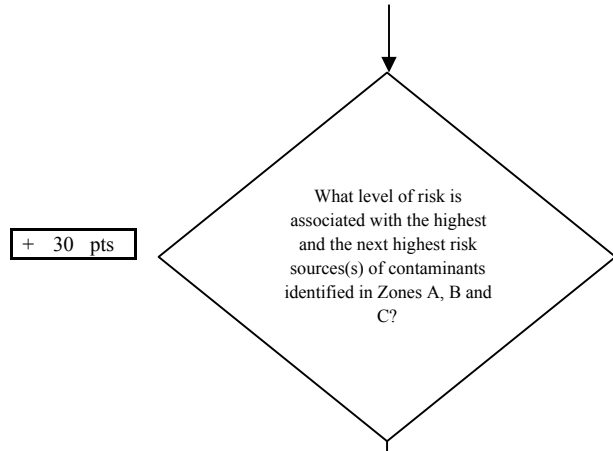 What level of risk is
associated with the highest
and the next highest risk
sources(s) of contaminants
identified in Zones A, B and
C?
+ 30 pts